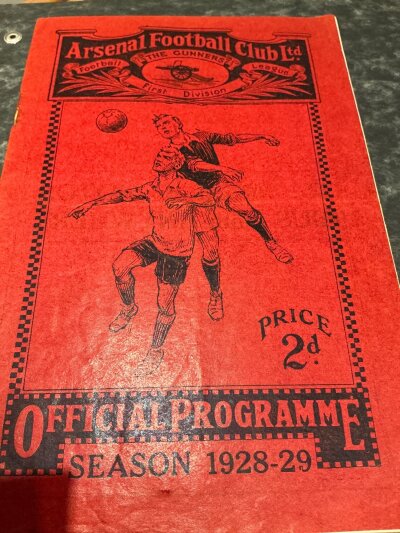 Arsenal Football Club Ltd.
"THE GUNNERS"
Football League
First Division
PRICE
2d.
OFFICIAL PROGRAMME
SEASON 1928-29